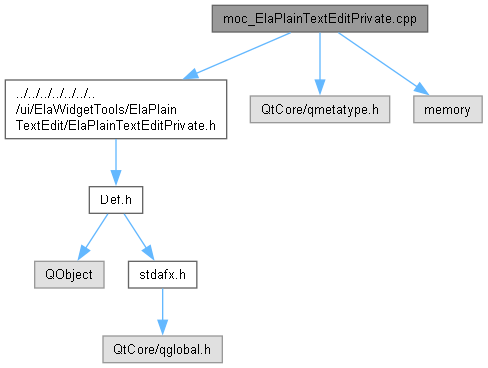 moc_ElaPlainTextEditPrivate.cpp
../../../../../../..
/ui/ElaWidgetTools/ElaPlain
TextEdit/ElaPlainTextEditPrivate.h
QtCore/qmetatype.h
memory
Def.h
QObject
stdafx.h
QtCore/qglobal.h